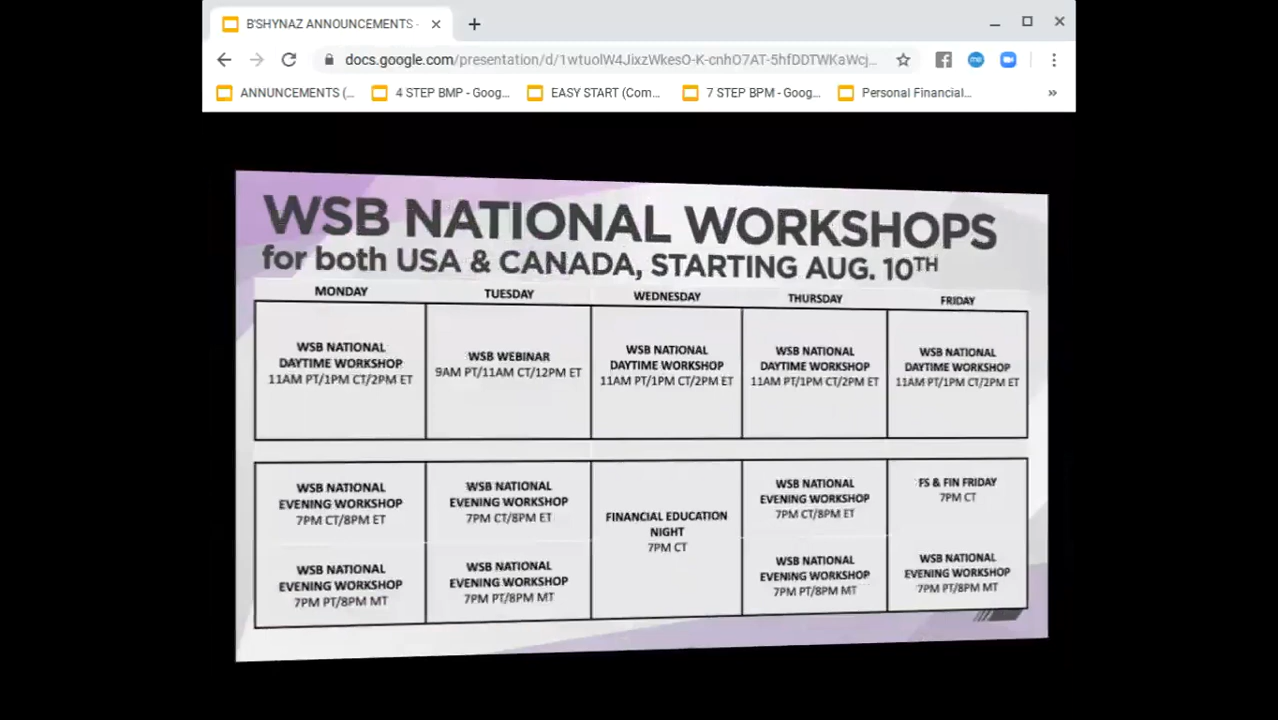 B'SHYNAZ ANNOUNCEMENTS -
docs.google.com/presentation/d/1wtuolW4JixzWkesO-K-cnhO7AT-5hfDDTWKaWcj...
ANNUNCEMENTS (...
4 STEP BMP - Goog...
EASY START (Com...
7 STEP BPM - Goog...
Personal Financial...
WSB NATIONAL WORKSHOPS
for both USA & CANADA, STARTING AUG. 10TH
MONDAY TUESDAY WEDNESDAY THURSDAY FRIDAY
WSB NATIONAL
DAYTIME WORKSHOP
11AM PT/1PM CT/2PM ET
WSB WEBINAR
9AM PT/11AM CT/12PM ET
WSB NATIONAL
DAYTIME WORKSHOP
11AM PT/1PM CT/2PM ET
WSB NATIONAL
DAYTIME WORKSHOP
11AM PT/1PM CT/2PM ET
WSB NATIONAL
DAYTIME WORKSHOP
11AM PT/1PM CT/2PM ET
WSB NATIONAL
EVENING WORKSHOP
7PM CT/8PM ET
WSB NATIONAL
EVENING WORKSHOP
7PM PT/8PM MT
WSB NATIONAL
EVENING WORKSHOP
7PM CT/8PM ET
WSB NATIONAL
EVENING WORKSHOP
7PM PT/8PM MT
FINANCIAL EDUCATION
NIGHT
7PM CT
WSB NATIONAL
EVENING WORKSHOP
7PM CT/8PM ET
WSB NATIONAL
EVENING WORKSHOP
7PM PT/8PM MT
FS & FIN FRIDAY
7PM CT
WSB NATIONAL
EVENING WORKSHOP
7PM PT/8PM MT